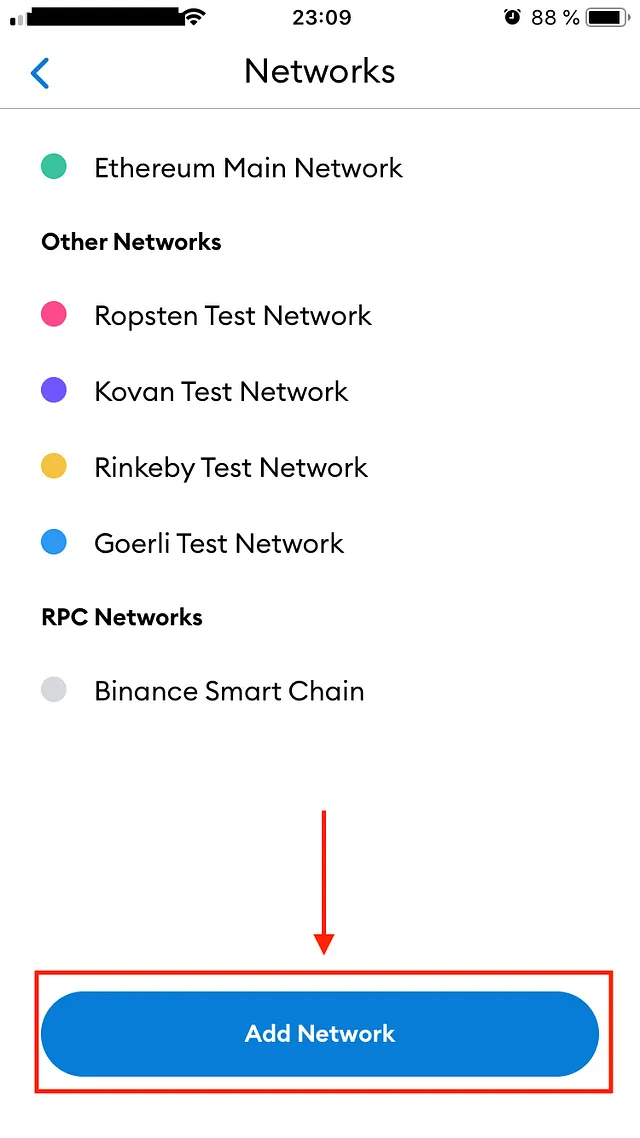 23:09
88 %
Networks
Ethereum Main Network
Other Networks
Ropsten Test Network
Kovan Test Network
Rinkeby Test Network
Goerli Test Network
RPC Networks
Binance Smart Chain
Add Network